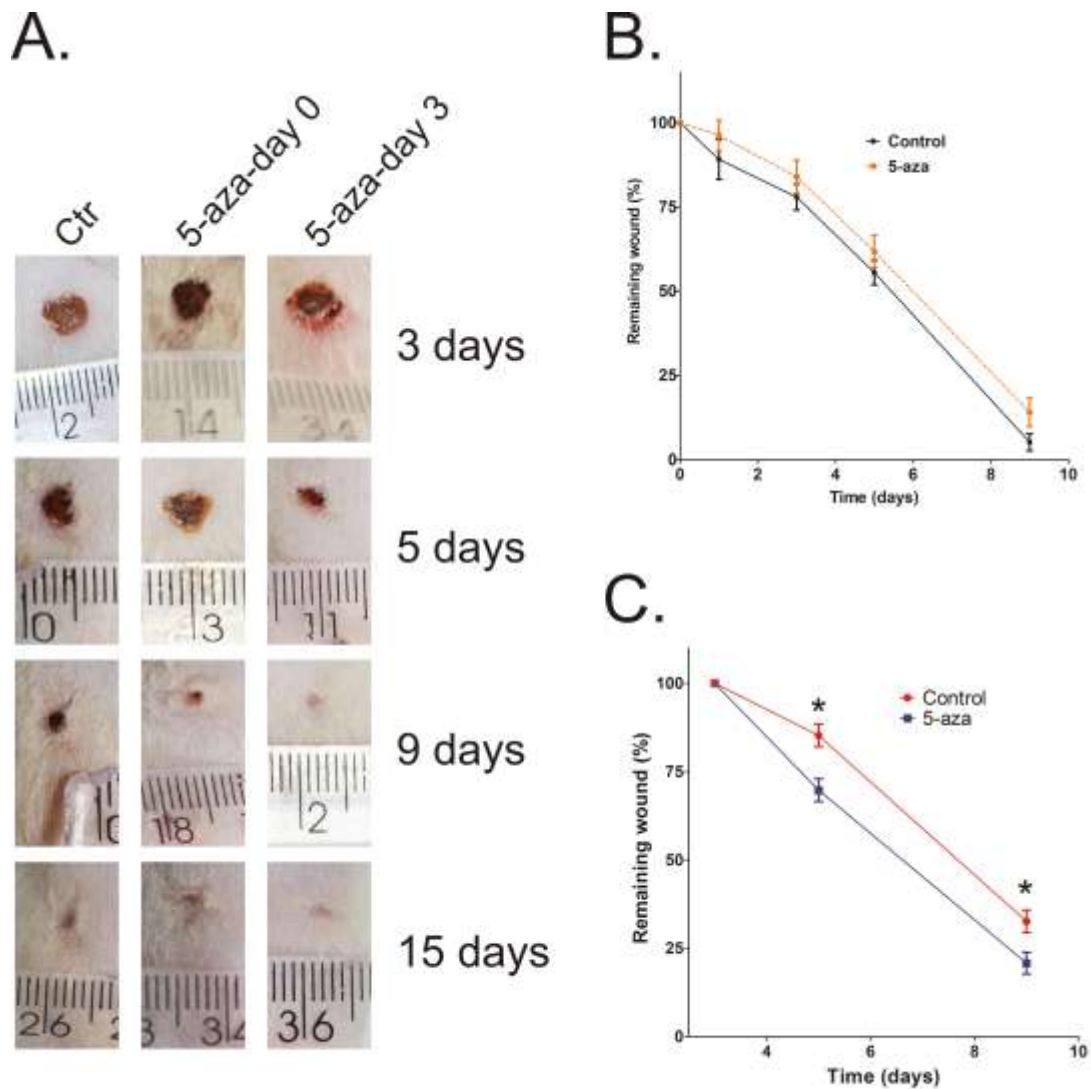 A.
Ctr
5-aza-day 0
5-aza-day 3
2
14
3 days
0
3
11
5 days
18
2
9 days
26
3
34
36
15 days
B.
100
75
50
25
0
Remaining wound (%)
0 2 4 6 8 10
Time (days)
Control
5-aza
C.
100
75
50
25
0
Remaining wound (%)
*
*
4 6 8 10
Time (days)
Control
5-aza